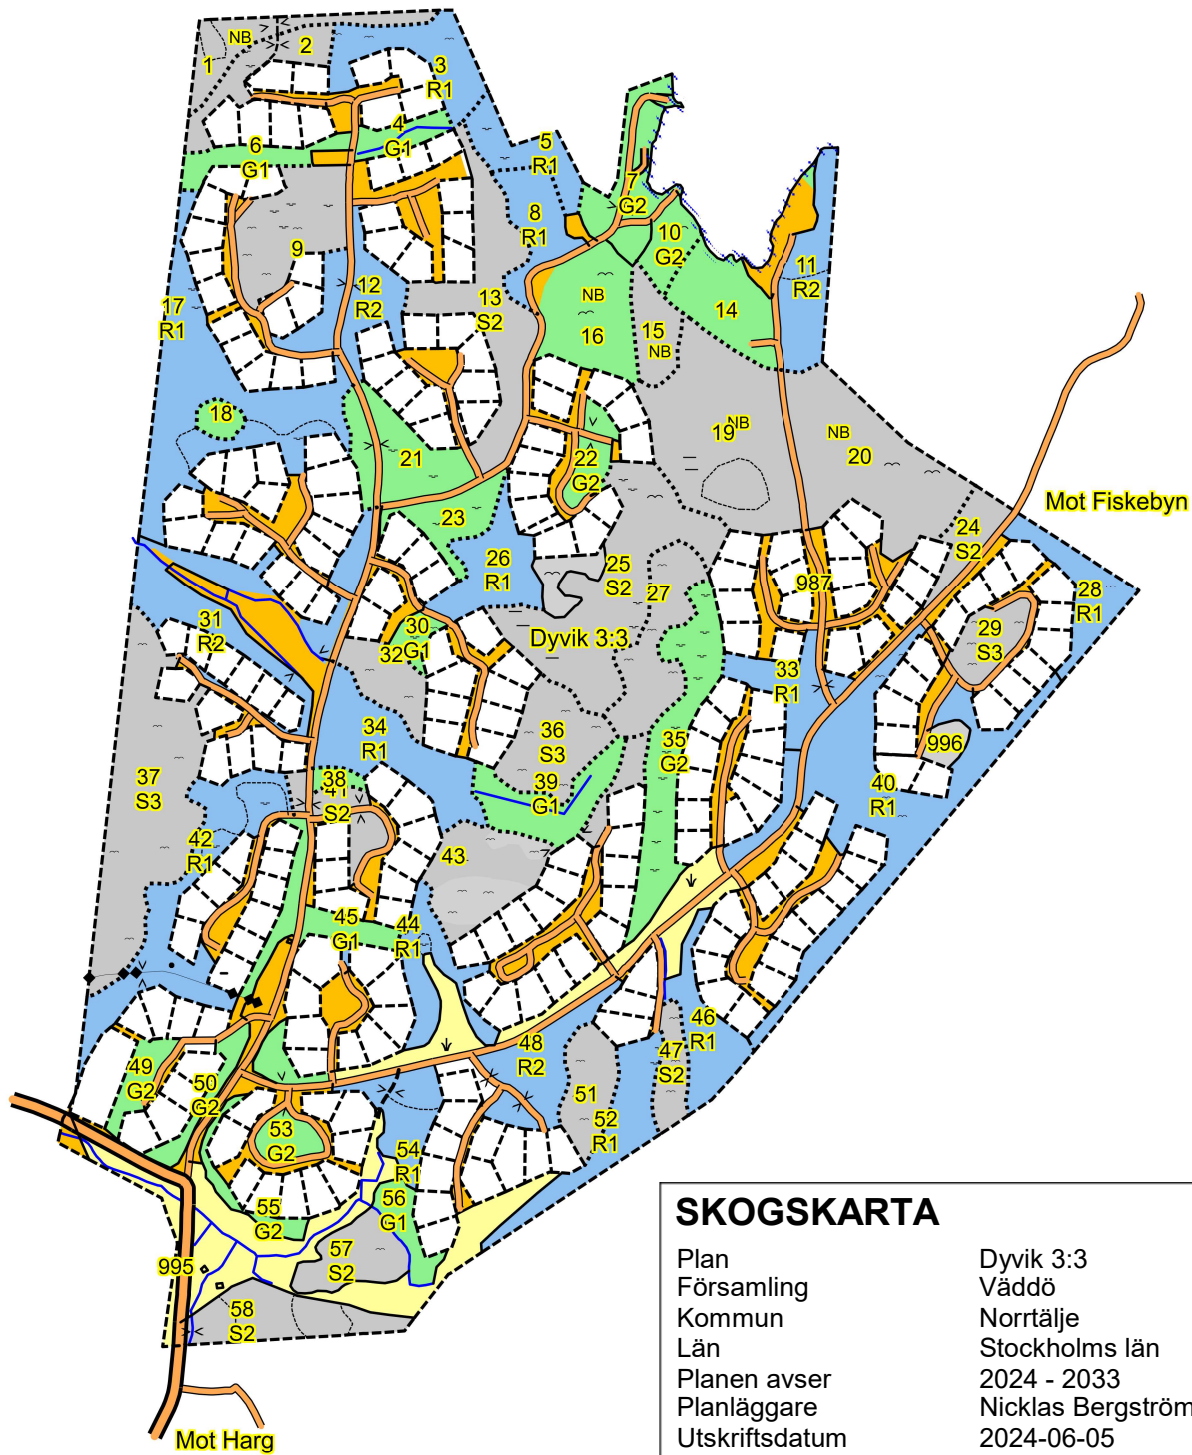 NB
2
1
3
R1
4
G1
6
G1
5
R1
7
G2
8
R1
10
G2
9
11
R2
12
R2
13
S2
14
17
R1
NB
16
15
NB
18
19
NB
NB
20
21
22
G2
Mot Fiskebyn
23
24
S2
26
R1
25
S2
27
987
28
R1
31
R2
30
G1
32
Dyvik 3:3
29
S3
33
R1
34
R1
36
S3
35
G2
996
37
S3
38
41
S2
39
G1
40
R1
42
R1
43
45
G1
44
R1
46
R1
48
R2
47
S2
49
G2
50
G2
51
52
R1
53
G2
54
R1
55
G2
56
G1
57
S2
995
58
S2
Mot Harg
SKOGSKARTA
Plan Dyvik 3:3
Församling Väddö
Kommun Norrtälje
Län Stockholms län
Planen avser 2024 - 2033
Planläggare Nicklas Bergström
Utskriftsdatum 2024-06-05